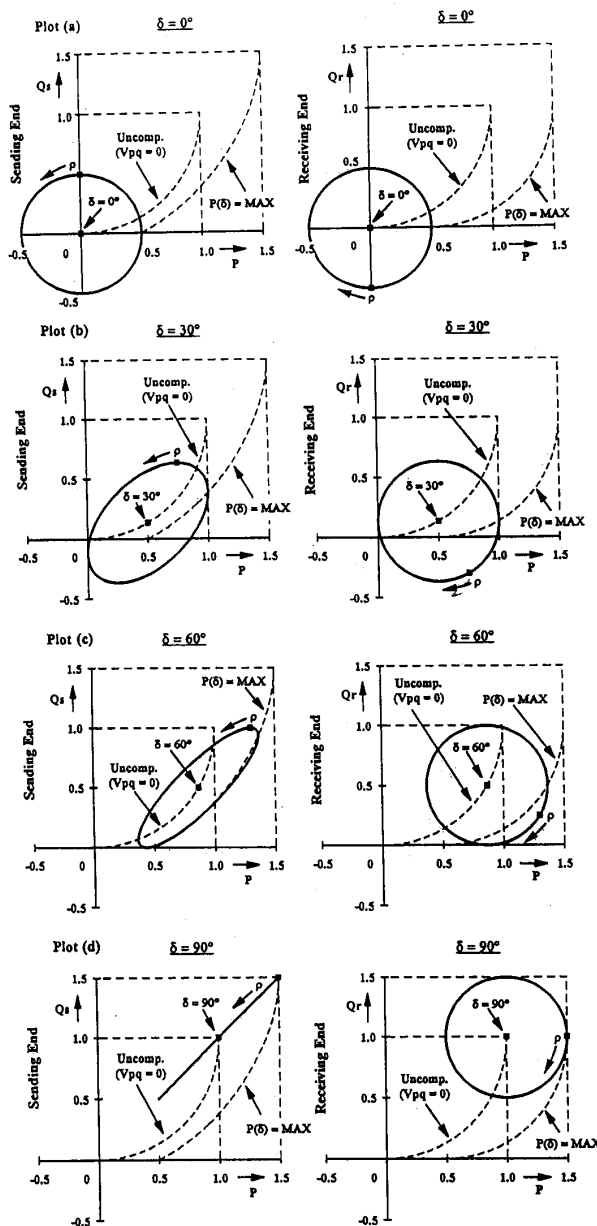 Plot (a)
δ = 0°
δ = 0°
1.5
Qs
Sending End
1.0
Uncomp.
(Vpq = 0)
ρ
0.5
δ = 0°
P(δ) = MAX
-0.5
0
0.5
1.0
1.5
P
-0.5
1.5
Qr
Receiving End
1.0
Uncomp.
(Vpq = 0)
0.5
δ = 0°
P(δ) = MAX
-0.5
0
0.5
1.0
1.5
P
ρ
-0.5
Plot (b)
δ = 30°
δ = 30°
1.5
Qs
Sending End
1.0
Uncomp.
(Vpq = 0)
ρ
0.5
δ = 30°
P(δ) = MAX
0
0.5
1.0
1.5
P
-0.5
1.5
Qr
Receiving End
1.0
Uncomp.
(Vpq = 0)
0.5
δ = 30°
P(δ) = MAX
0
0.5
1.0
1.5
P
ρ
-0.5
Plot (c)
δ = 60°
δ = 60°
1.5
Qs
Sending End
P(δ) = MAX
ρ
1.0
δ = 60°
Uncomp.
(Vpq = 0)
0.5
0
0.5
1.0
1.5
P
-0.5
1.5
Qr
Receiving End
Uncomp.
(Vpq = 0)
P(δ) = MAX
1.0
δ = 60°
0.5
ρ
0
0.5
1.0
1.5
P
-0.5
Plot (d)
δ = 90°
δ = 90°
1.5
Qs
Sending End
ρ
δ = 90°
1.0
Uncomp.
(Vpq = 0)
0.5
P(δ) = MAX
-0.5
0
0.5
1.0
1.5
P
-0.5
1.5
Qr
Receiving End
δ = 90°
1.0
ρ
Uncomp.
(Vpq = 0)
0.5
P(δ) = MAX
-0.5
0
0.5
1.0
1.5
P
-0.5